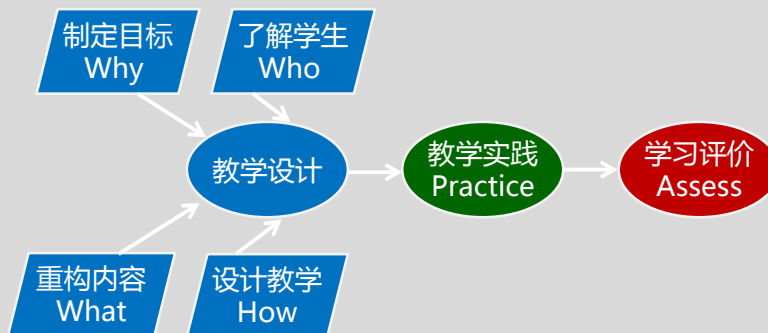 制定目标
Why
了解学生
Who
教学设计
教学实践
Practice
学习评价
Assess
重构内容
What
设计教学
How